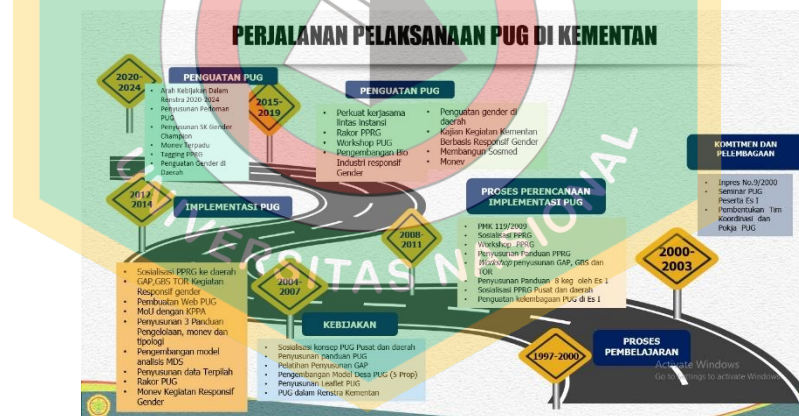 PERJALANAN PELAKSANAAN PUG DI KEMENTAN
2020-
2024
PENGUATAN PUG
• Arah Kebijakan Dalam
Renstra 2020-2024
• Penyusunan Pedoman
PUG
• Penyusunan SK Gender
Champion
• Monev Terpadu
• Tagging PPRG
• Penguatan Gender di
Daerah
2015-
2019
PENGUATAN PUG
• Perkuat kerjasama
lintas instansi
• Rakor PPRG
• Workshop PUG
• Pengembangan Bio
Industri responsif
Gender
• Penguatan gender di
daerah
• Kajian Kegiatan Kementan
Berbasis Responsif Gender
• Membangun Sosmed
• Monev
KOMITMEN DAN
PELEMBAGAAN
• Inpres No.9/2000
• Seminar PUG
Peserta Es I
• Pembentukan Tim
Koordinasi dan
Pokja PUG
2012-
2014
IMPLEMENTASI PUG
• Sosialisasi PPRG ke daerah
• GAP,GBS TOR Kegiatan
Responsif gender
• Pembuatan Web PUG
• MoU dengan KPPA
• Penyusunan 3 Panduan
Pengelolaan, monev dan
tipologi
• Pengembangan model
analisis MDS
• Penyusunan data Terpilah
• Rakor PUG
• Monev Kegiatan Responsif
Gender
2008-
2011
PROSES PERENCANAAN
IMPLEMENTASI PUG
• PMK 119/2009
• Sosialisasi PPRG
• Workshop PPRG
• Penyusunan Panduan PPRG
• Workshop penyusunan GAP, GBS dan
TOR
• Penyusunan Panduan 8 keg oleh Es I
• Sosialisasi PPRG Pusat dan daerah
• Penguatan kelembagaan PUG di Es I
2000-
2003
2004-
2007
KEBIJAKAN
• Sosialisasi konsep PUG Pusat dan daerah
• Penyusunan panduan PUG
• Pelatihan Penyusunan GAP
• Pengembangan Model Desa PUG (5 Prop)
• Penyusunan Leaflet PUG
• PUG dalam Renstra Kementan
1997-2000
PROSES
PEMBELAJARAN
Activate Windows
Go to Settings to activate Windows
UNIVERSITAS NASIONAL